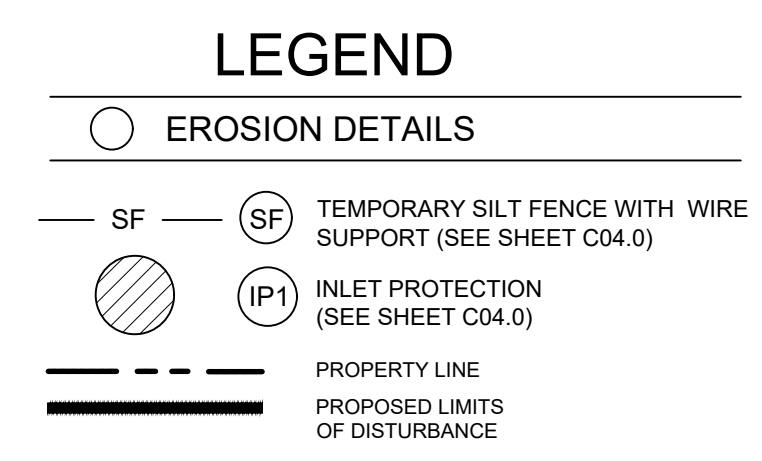 LEGEND
EROSION DETAILS
SF SF TEMPORARY SILT FENCE WITH WIRE
SUPPORT (SEE SHEET C04.0)
IP1 INLET PROTECTION
(SEE SHEET C04.0)
PROPERTY LINE
PROPOSED LIMITS
OF DISTURBANCE